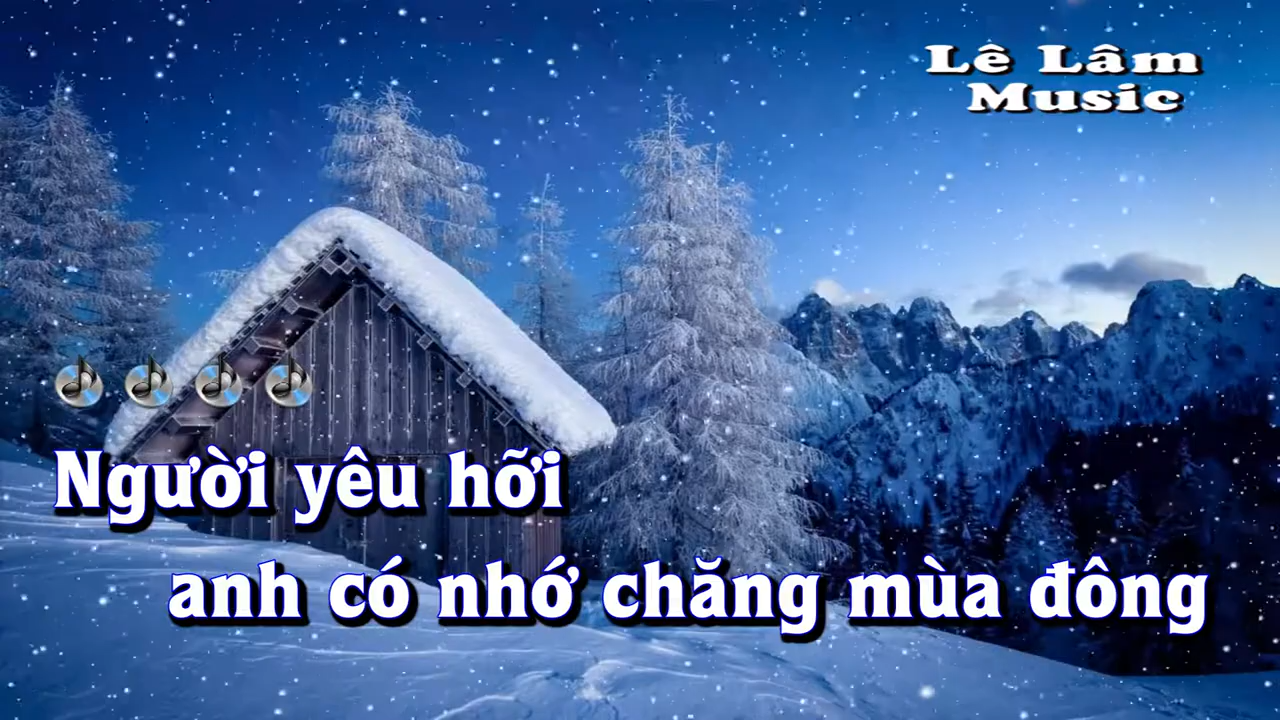 Lê Lâm
Music
Người yêu hỡi
anh có nhớ chăng mùa đông